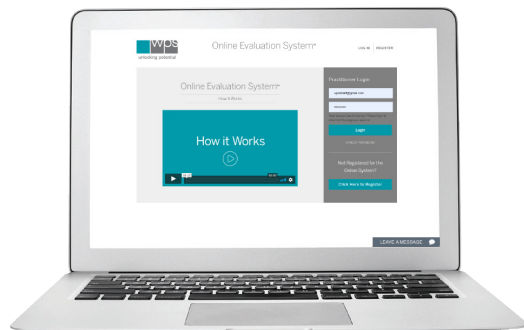 wps
unlocking potential
Online Evaluation System
LOG IN | REGISTER
Online Evaluation System
How It Works
How it Works
Practitioner Login
Login
Not Registered for the
Online System?
Click Here to Register
LEAVE A MESSAGE